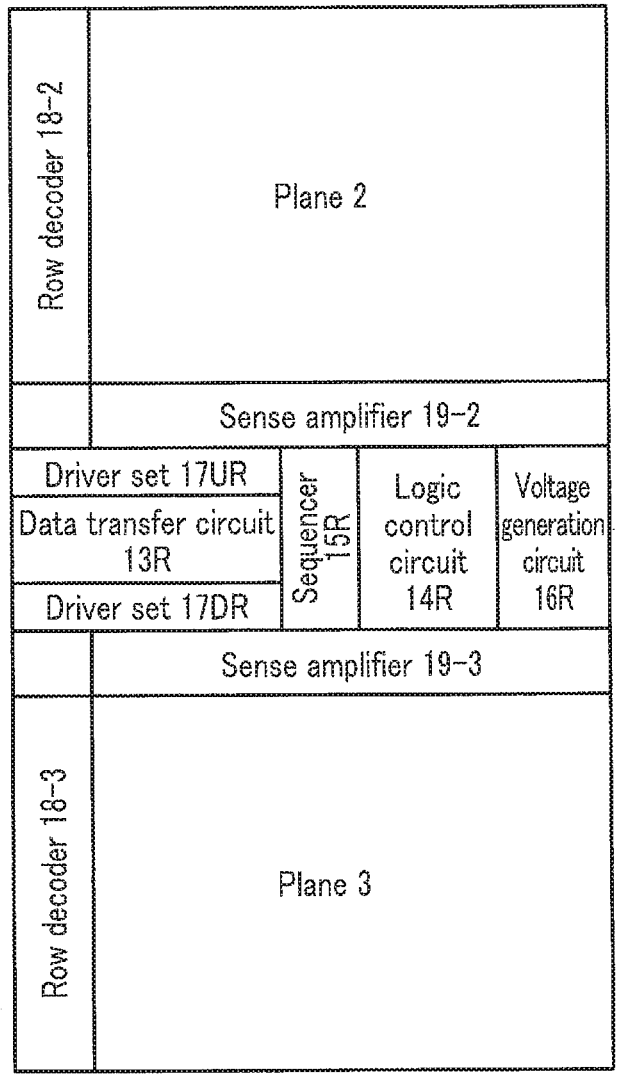 Row decoder 18-2
Plane 2
Sense amplifier 19-2
Driver set 17UR
Data transfer circuit
13R
Driver set 17DR
Sequencer
15R
Logic
control
circuit
14R
Voltage
generation
circuit
16R
Sense amplifier 19-3
Row decoder 18-3
Plane 3